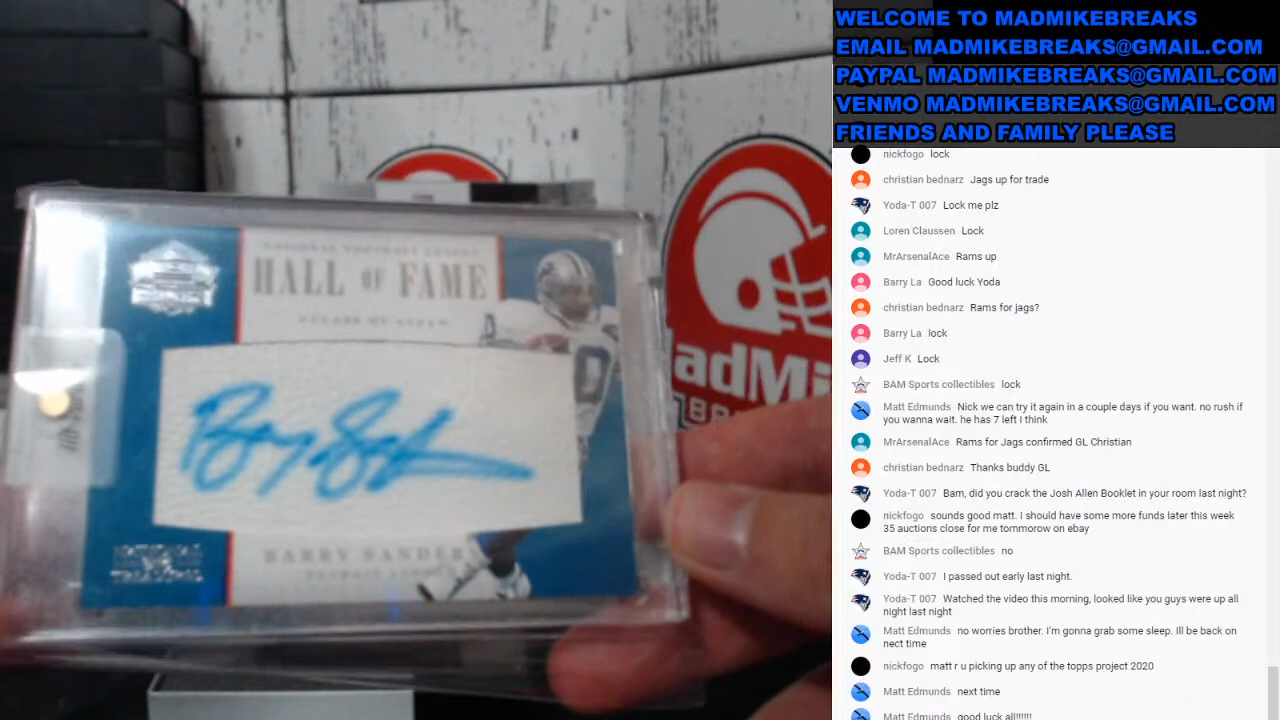 WELCOME TO MADMIKEBREAKS
EMAIL MADMIKEBREAKS@GMAIL.COM
PAYPAL MADMIKEBREAKS@GMAIL.COM
VENMO MADMIKEBREAKS@GMAIL.COM
FRIENDS AND FAMILY PLEASE
NATIONAL FOOTBALL LEAGUE
HALL OF FAME
BARRY SANDERS
DETROIT
adMi
nickfogo lock
christian bednarz Jags up for trade
Yoda-T 007 Lock me plz
Loren Claussen Lock
MrArsenalAce Rams up
Barry La Good luck Yoda
christian bednarz Rams for jags?
Barry La lock
Jeff K Lock
BAM Sports collectibles lock
Matt Edmunds Nick we can try it again in a couple days if you want. no rush if
you wanna wait. he has 7 left I think
MrArsenalAce Rams for Jags confirmed GL Christian
christian bednarz Thanks buddy GL
Yoda-T 007 Bam, did you crack the Josh Allen Booklet in your room last night?
nickfogo sounds good matt. I should have some more funds later this week
35 auctions close for me tommorow on ebay
BAM Sports collectibles no
Yoda-T 007 I passed out early last night.
Yoda-T 007 Watched the video this morning, looked like you guys were up all
night last night
Matt Edmunds no worries brother. I'm gonna grab some sleep. Ill be back on
nect time
nickfogo matt r u picking up any of the topps project 2020
Matt Edmunds next time
Matt Edmunds good luck all!!!!!!